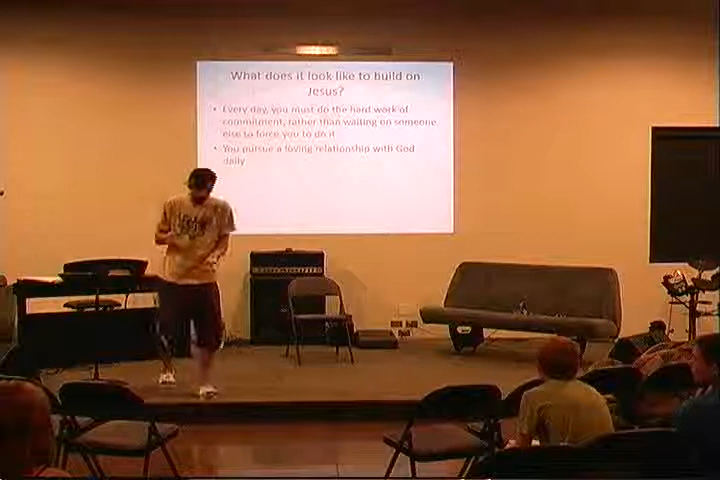 What does it look like to build on
Jesus?
• Every day, you must do the hard work of
commitment, rather than waiting on someone
else to force you to do it
• You pursue a loving relationship with God
daily